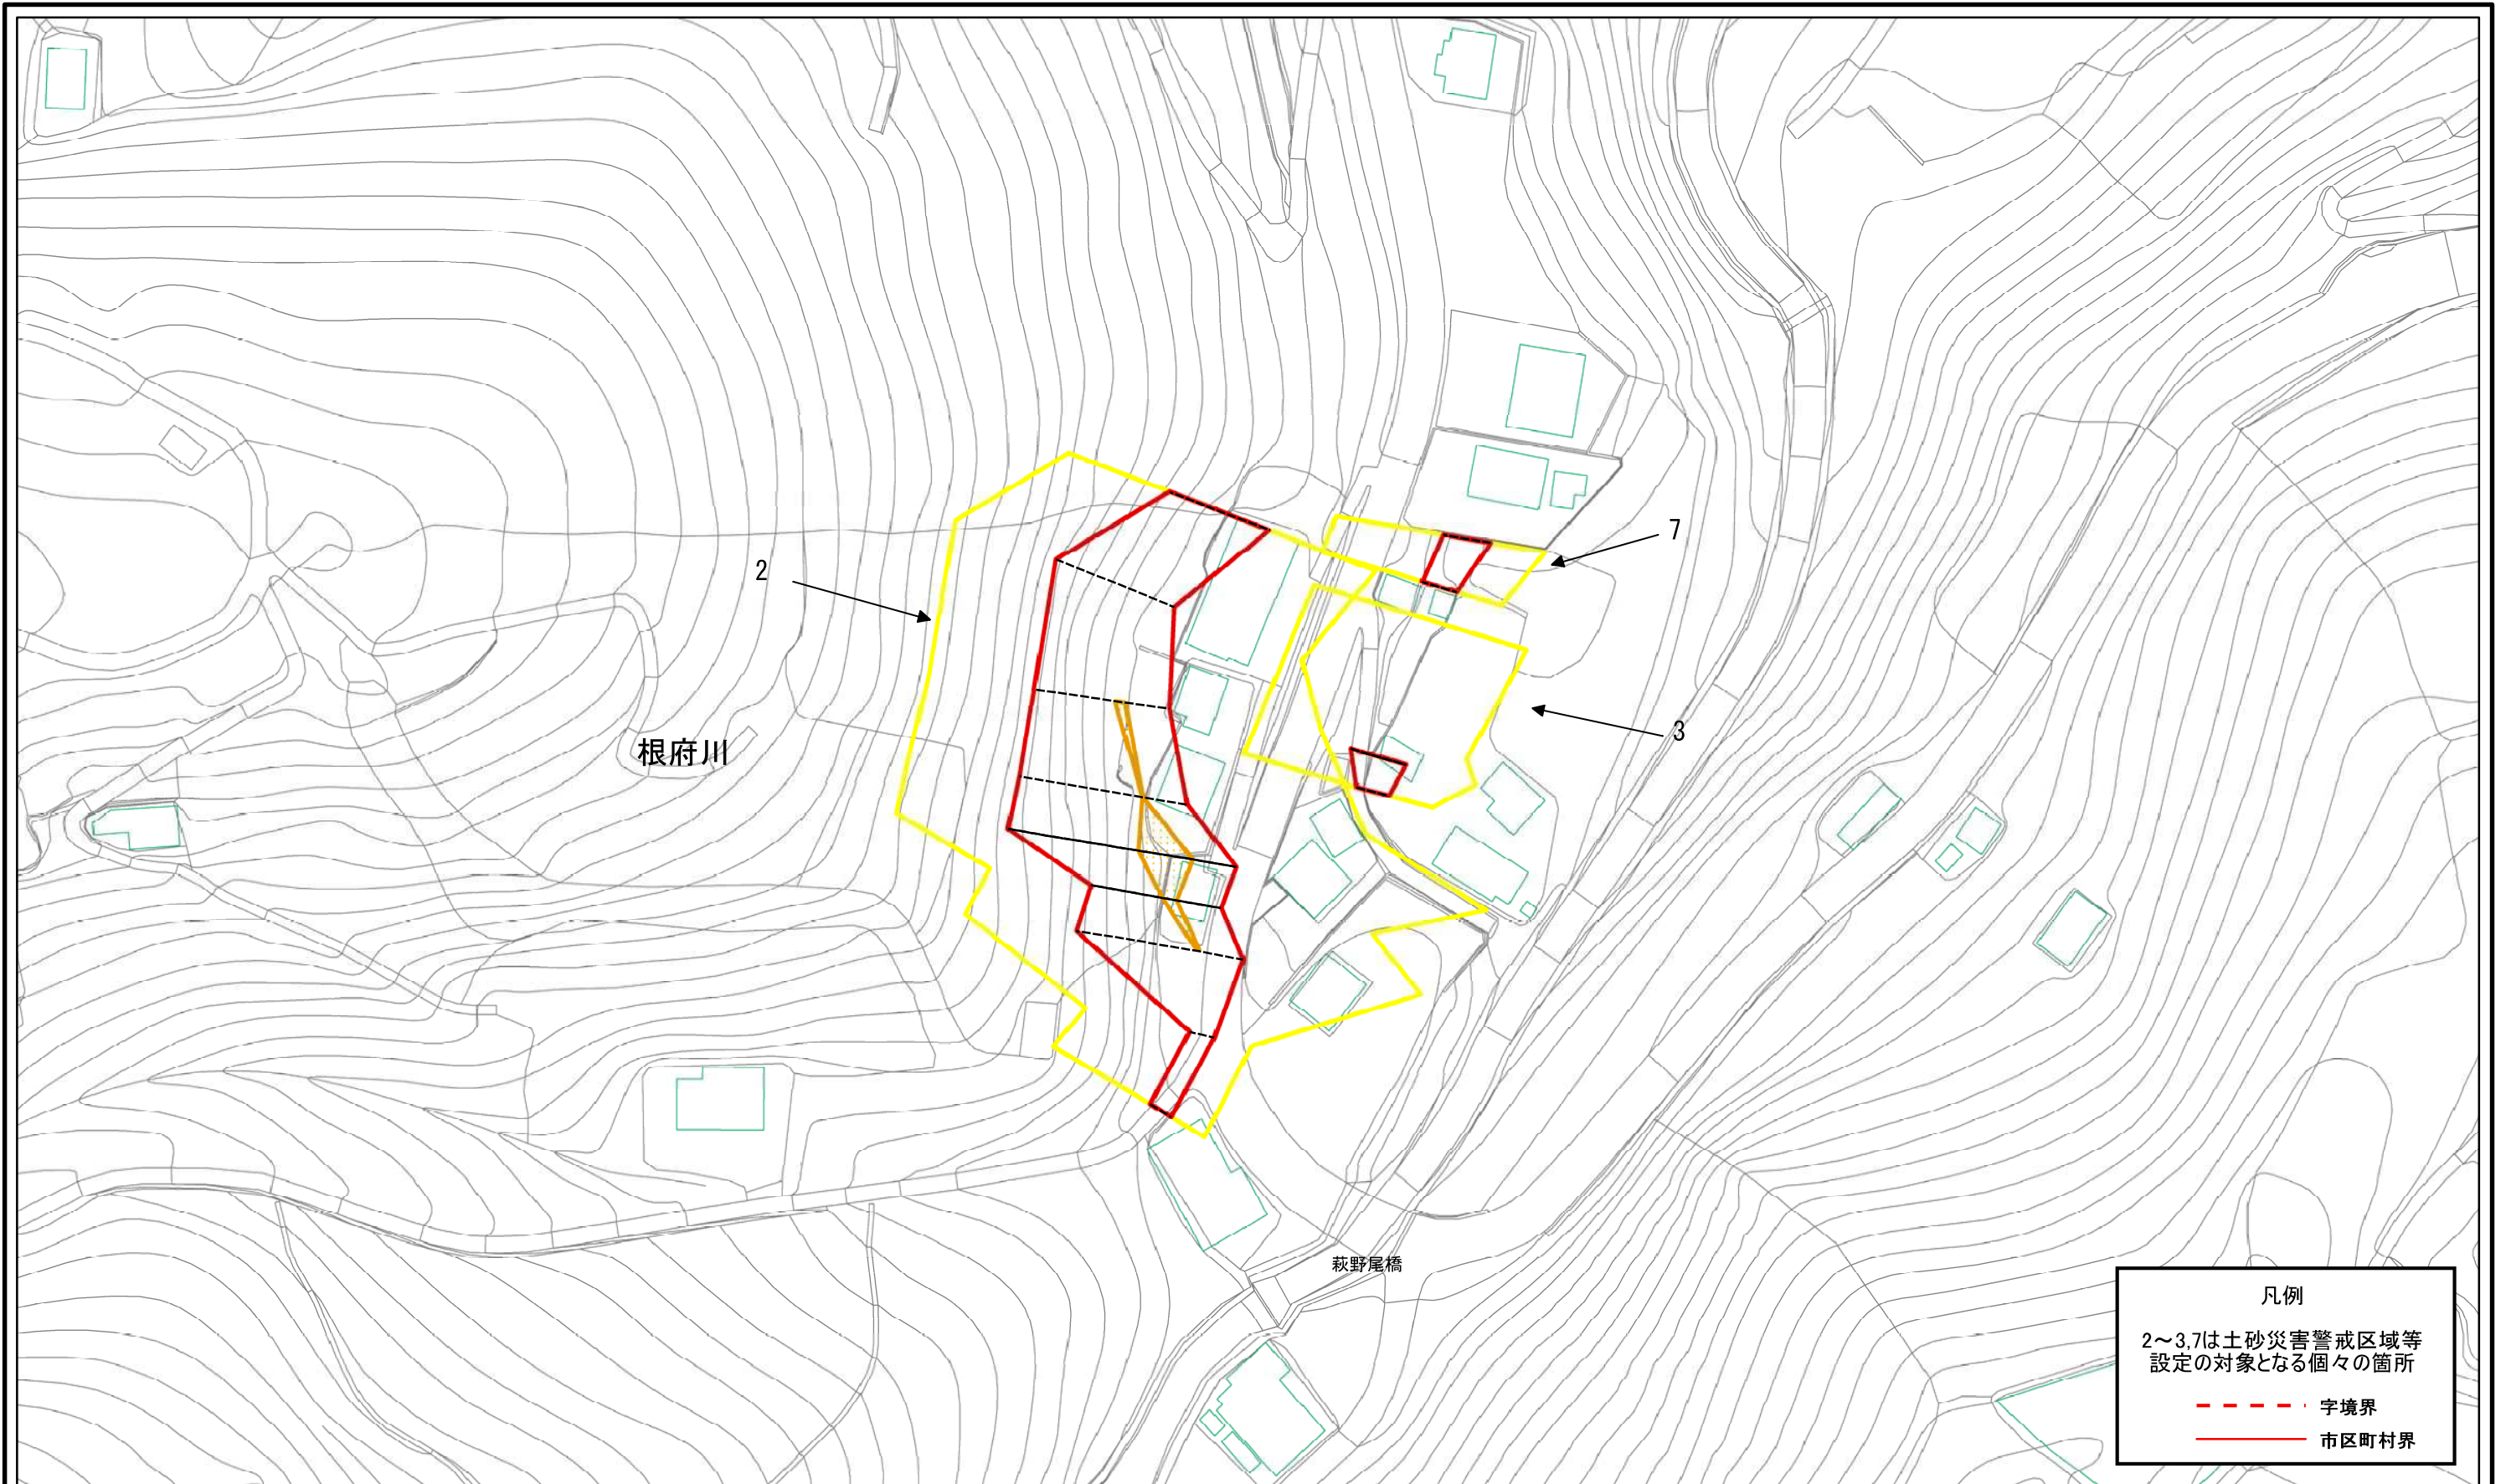 7
2
3
根府川
萩野尾橋
凡例
2～3,7は土砂災害警戒区域等
設定の対象となる個々の箇所
字境界
市区町村界